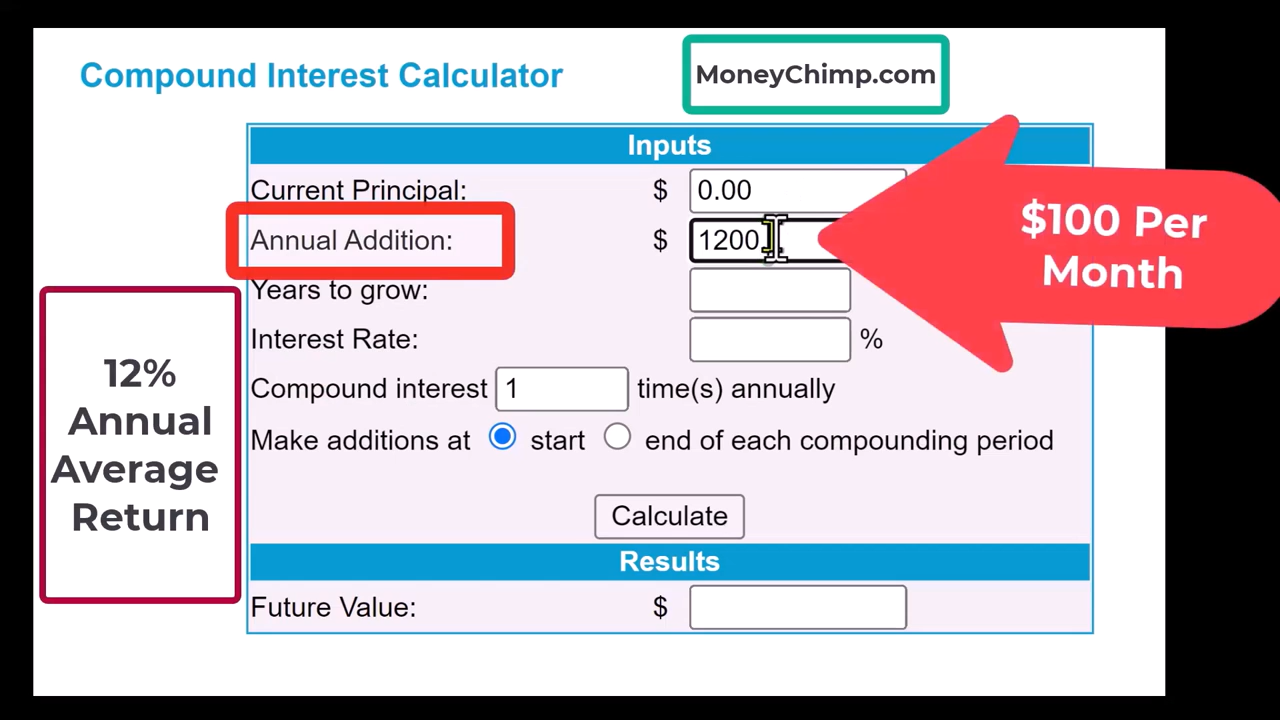 Compound Interest Calculator
MoneyChimp.com
Inputs
Current Principal: $ 0.00
Annual Addition: $ 1200
$100 Per
Month
Years to grow:
Interest Rate: %
Compound interest 1 time(s) annually
Make additions at start end of each compounding period
Calculate
Results
Future Value: $
12%
Annual
Average
Return